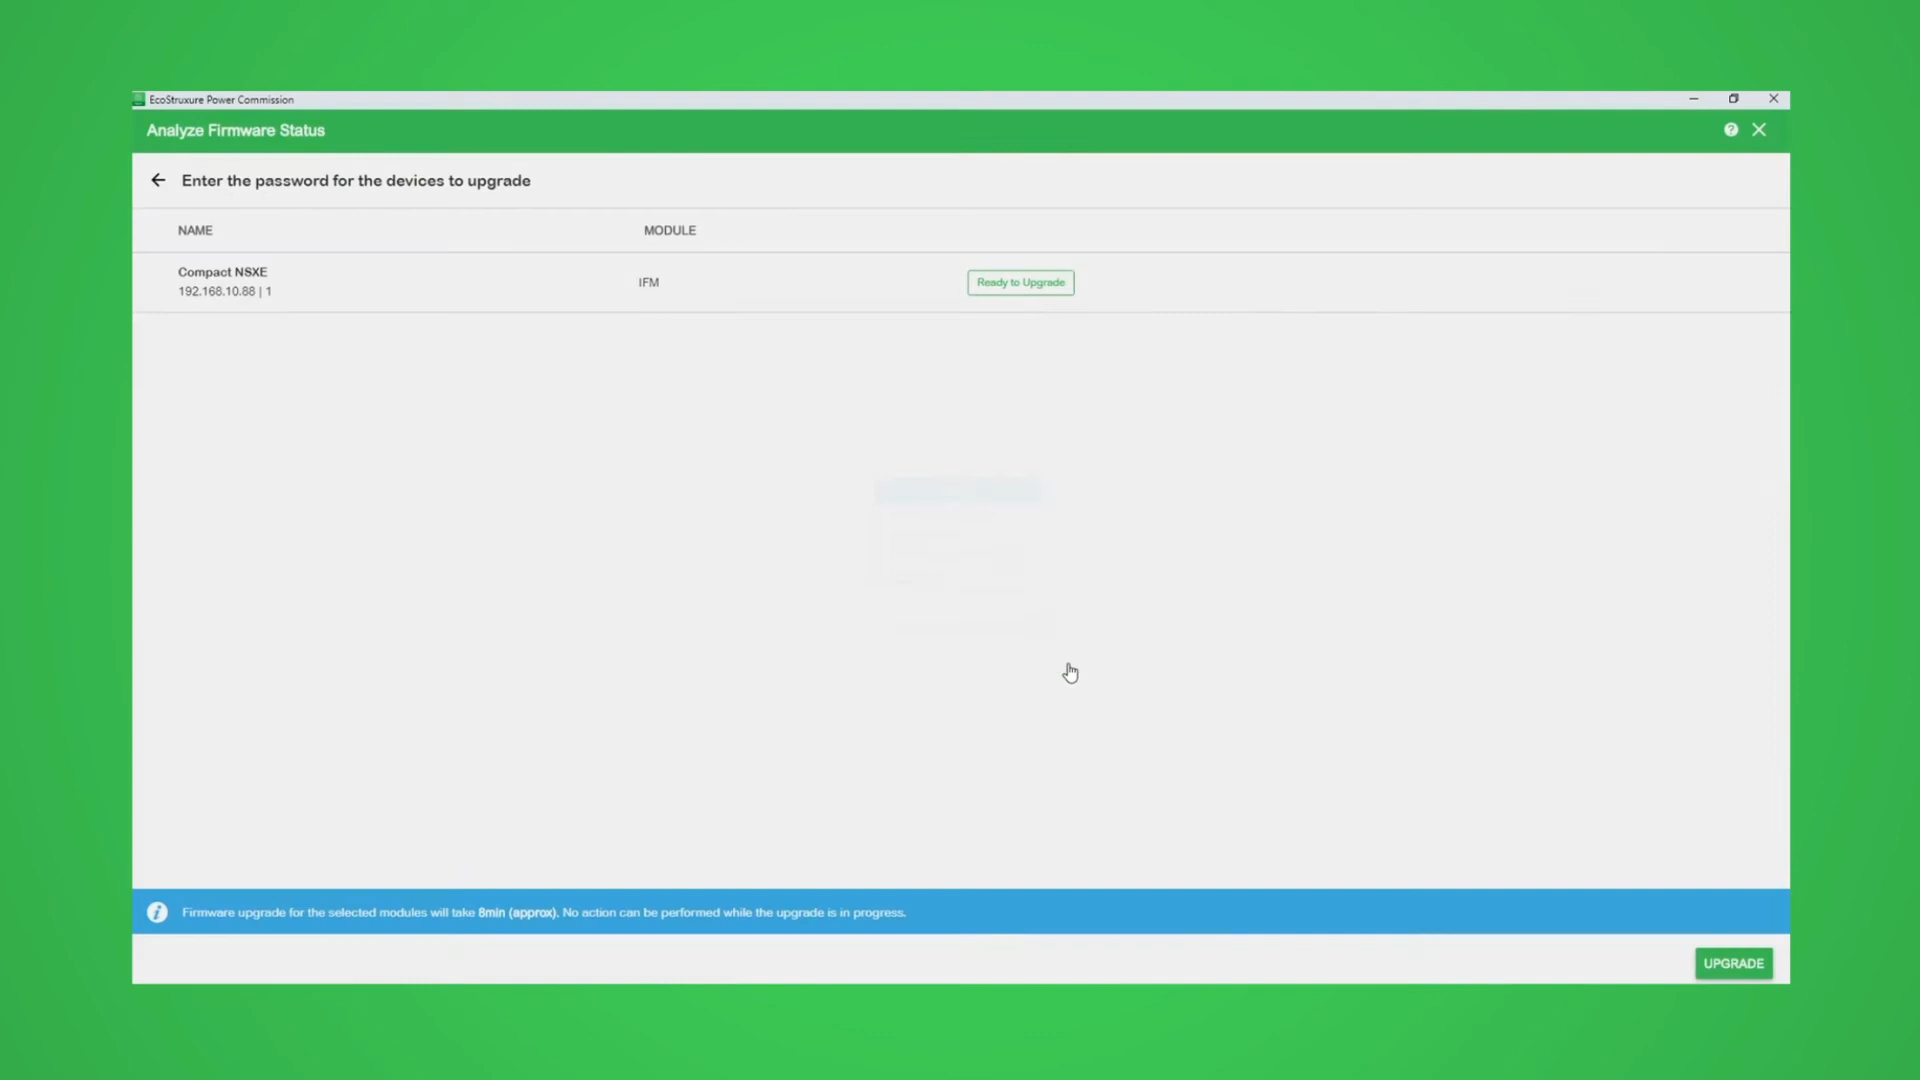 EcoStruxure Power Commission
Analyze Firmware Status
Enter the password for the devices to upgrade
NAME MODULE
Compact NSXE
192.168.10.88 | 1
IFM
Ready to Upgrade
Firmware upgrade for the selected modules will take 8min (approx). No action can be performed while the upgrade is in progress.
UPGRADE